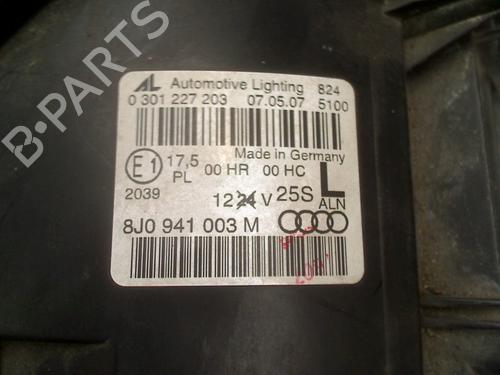 B-PARTS
AL Automotive Lighting 824
0 301 227 203 07.05.07 5100
Made in Germany
E1 17,5 00 HR 00 HC L
PL
2039 12 24 V 25S ALN
8J0 941 003 M